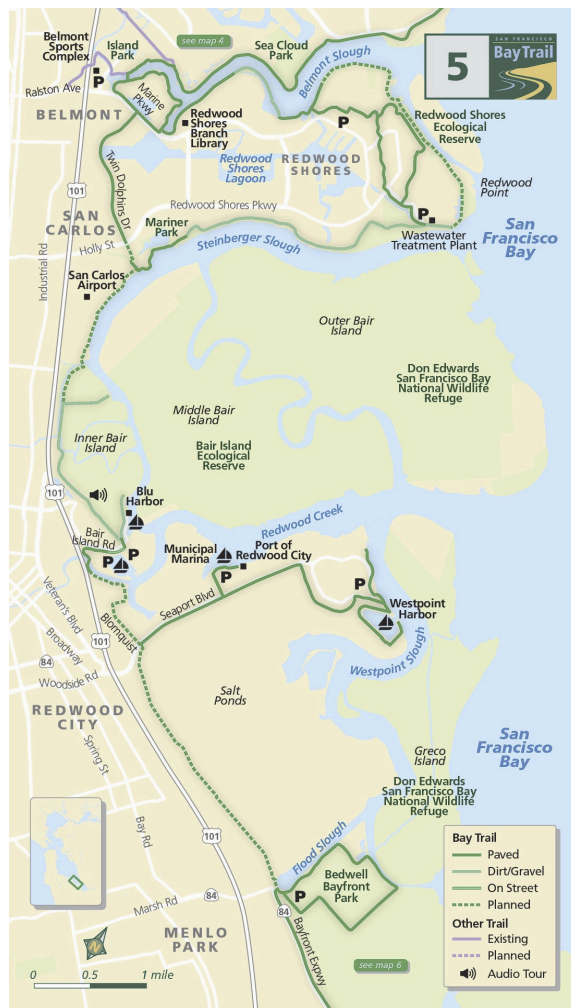 Belmont
Sports
Complex
Island
Park
see map 4
Sea Cloud
Park
Belmont Slough
5
SAN FRANCISCO
Bay Trail
P
Ralston Ave
Marine
Pkwy
BELMONT
Redwood
Shores
Branch
Library
P
Redwood Shores
Ecological
Reserve
Redwood
Shores
Lagoon
REDWOOD
SHORES
Twin Dolphins Dr
101
Redwood
Point
Redwood Shores Pkwy
P
SAN
CARLOS
Mariner
Park
Wastewater
Treatment Plant
San
Francisco
Bay
Holly St
Steinberger Slough
Industrial Rd
San Carlos
Airport
Outer Bair
Island
Don Edwards
San Francisco Bay
National Wildlife
Refuge
Middle Bair
Island
Inner Bair
Island
Bair Island
Ecological
Reserve
101
Blu
Harbor
Redwood Creek
Bair
Island Rd
P
P
Municipal
Marina
Port of
Redwood City
P
P
Seaport Blvd
Westpoint
Harbor
Veteran's Blvd
Blomquist
101
Broadway
84
Woodside Rd
Westpoint Slough
Salt
Ponds
REDWOOD
CITY
Spring St
San
Francisco
Bay
Greco
Island
Don Edwards
San Francisco Bay
National Wildlife
Refuge
Bay Rd
101
Flood Slough
Bedwell
Bayfront
Park
P
Marsh Rd
84
84
MENLO
PARK
Bayfront Expwy
see map 6
N
0
0.5
1 mile
Bay Trail
Paved
Dirt/Gravel
On Street
Planned
Other Trail
Existing
Planned
Audio Tour